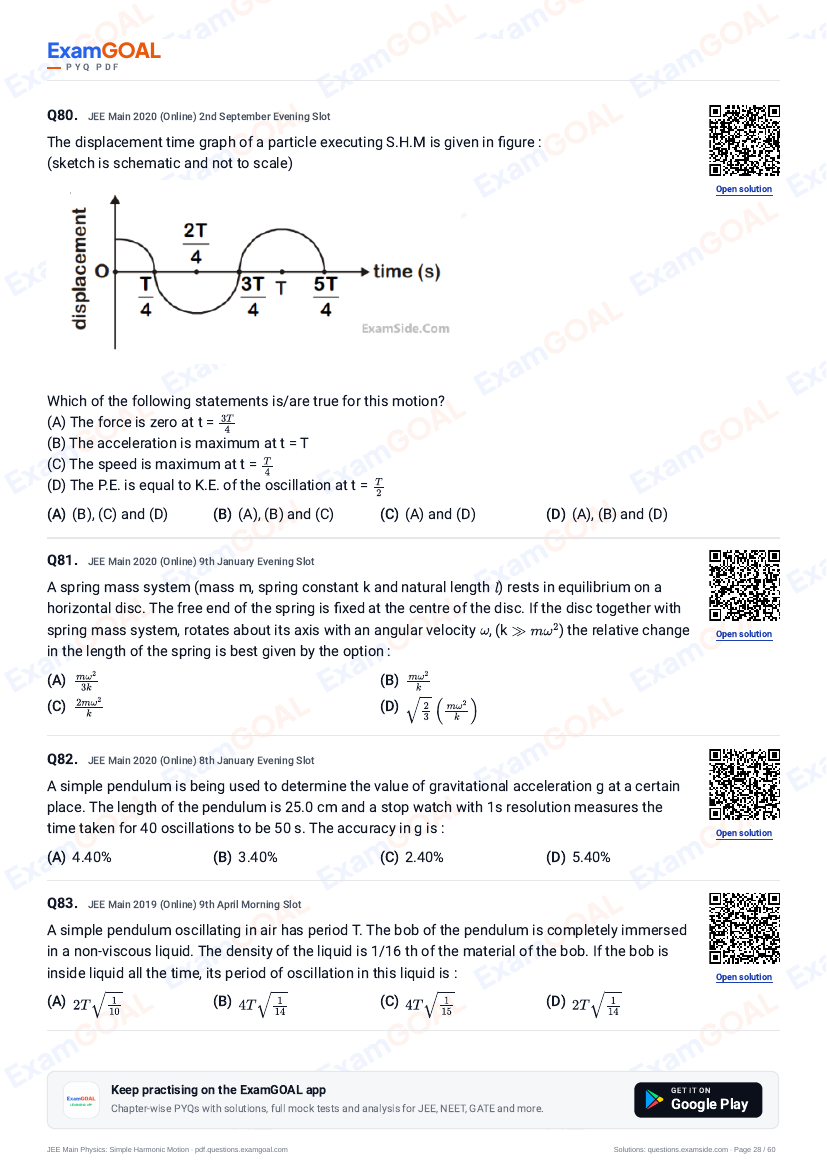 ExamGOAL
PYQ PDF
Q80. JEE Main 2020 (Online) 2nd September Evening Slot
The displacement time graph of a particle executing S.H.M is given in figure :
(sketch is schematic and not to scale)
Open solution
displacement
O
T/4
2T/4
3T/4
T
5T/4
time (s)
ExamSide.Com
Which of the following statements is/are true for this motion?
(A) The force is zero at t = 3T/4
(B) The acceleration is maximum at t = T
(C) The speed is maximum at t = T/4
(D) The P.E. is equal to K.E. of the oscillation at t = T/2
(A) (B), (C) and (D) (B) (A), (B) and (C) (C) (A) and (D) (D) (A), (B) and (D)
Q81. JEE Main 2020 (Online) 9th January Evening Slot
A spring mass system (mass m, spring constant k and natural length l) rests in equilibrium on a
horizontal disc. The free end of the spring is fixed at the centre of the disc. If the disc together with
spring mass system, rotates about its axis with an angular velocity ω, (k ≫ mω²) the relative change
in the length of the spring is best given by the option :
Open solution
(A) mω²/3k (B) mω²/k
(C) 2mω²/k (D) √(2/3) (mω²/k)
Q82. JEE Main 2020 (Online) 8th January Evening Slot
A simple pendulum is being used to determine the value of gravitational acceleration g at a certain
place. The length of the pendulum is 25.0 cm and a stop watch with 1s resolution measures the
time taken for 40 oscillations to be 50 s. The accuracy in g is :
Open solution
(A) 4.40% (B) 3.40% (C) 2.40% (D) 5.40%
Q83. JEE Main 2019 (Online) 9th April Morning Slot
A simple pendulum oscillating in air has period T. The bob of the pendulum is completely immersed
in a non-viscous liquid. The density of the liquid is 1/16 th of the material of the bob. If the bob is
inside liquid all the time, its period of oscillation in this liquid is :
Open solution
(A) 2T√(1/10) (B) 4T√(1/14) (C) 4T√(1/15) (D) 2T√(1/14)
Keep practising on the ExamGOAL app
Chapter-wise PYQs with solutions, full mock tests and analysis for JEE, NEET, GATE and more.
ExamGOAL
GET IT ON
Google Play
JEE Main Physics: Simple Harmonic Motion · pdf.questions.examgoal.com
Solutions: questions.examside.com · Page 28 / 60